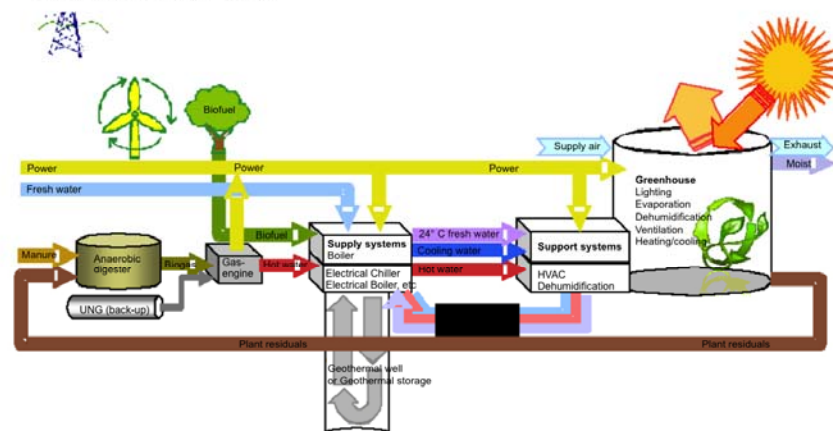 Biofuel
Supply air
Exhaust
Moist
Power
Power
Power
Fresh water
Greenhouse
Lighting
Evaporation
Dehumidification
Ventilation
Heating/cooling
Biofuel
Supply systems
Boiler
Electrical Chiller
Electrical Boiler, etc
24° C fresh water
Cooling water
Hot water
Support systems
HVAC
Dehumidification
Manure
Anaerobic
digester
Biogas
Gas-
engine
Hot water
UNG (back-up)
Plant residuals
Plant residuals
Geothermal well
or Geothermal storage